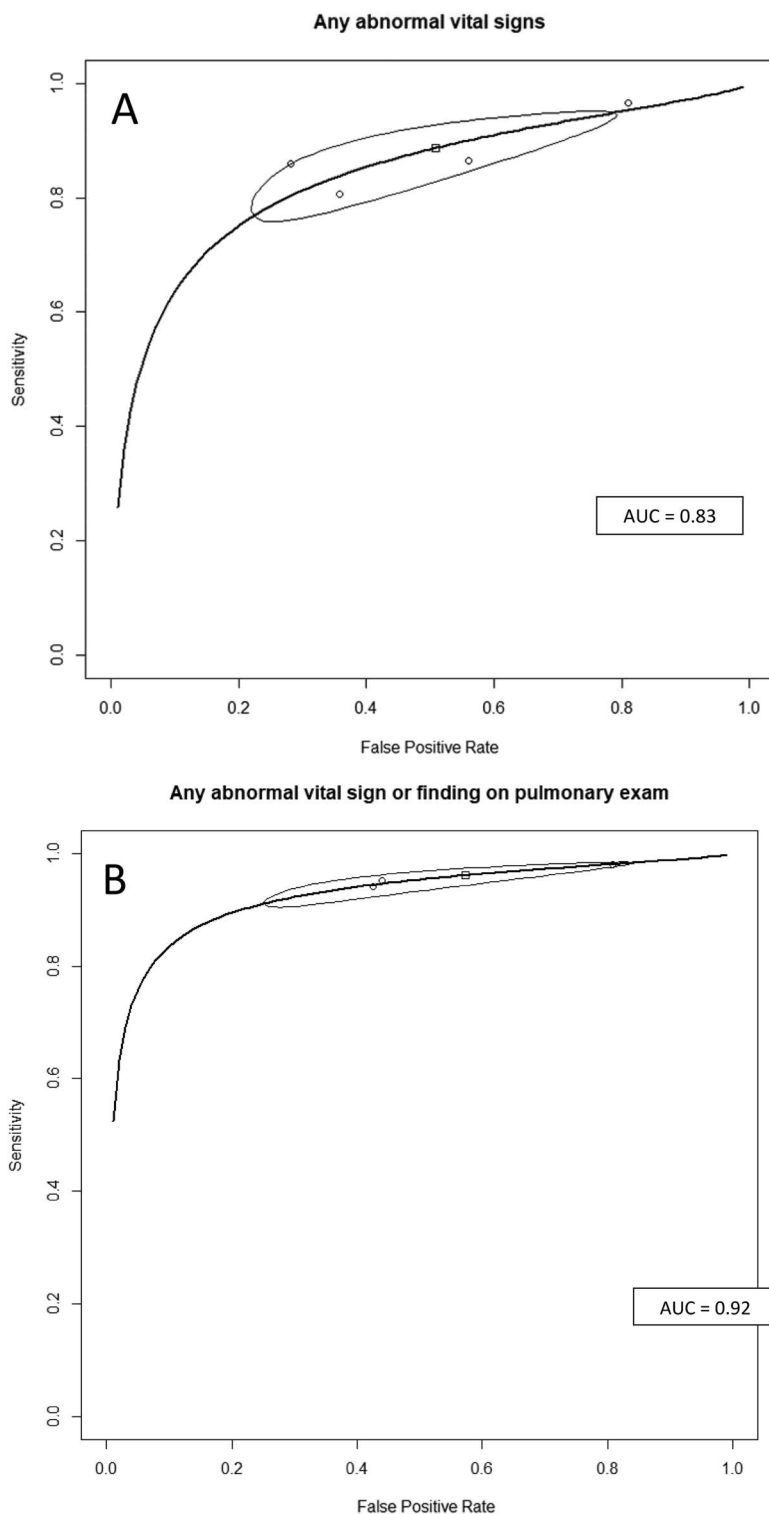 Any abnormal vital signs
A
1.0
0.8
0.6
0.4
0.2
0.0
Sensitivity
AUC = 0.83
0.0 0.2 0.4 0.6 0.8 1.0
False Positive Rate
Any abnormal vital sign or finding on pulmonary exam
B
1.0
0.8
0.6
0.4
0.2
0.0
Sensitivity
AUC = 0.92
0.0 0.2 0.4 0.6 0.8 1.0
False Positive Rate